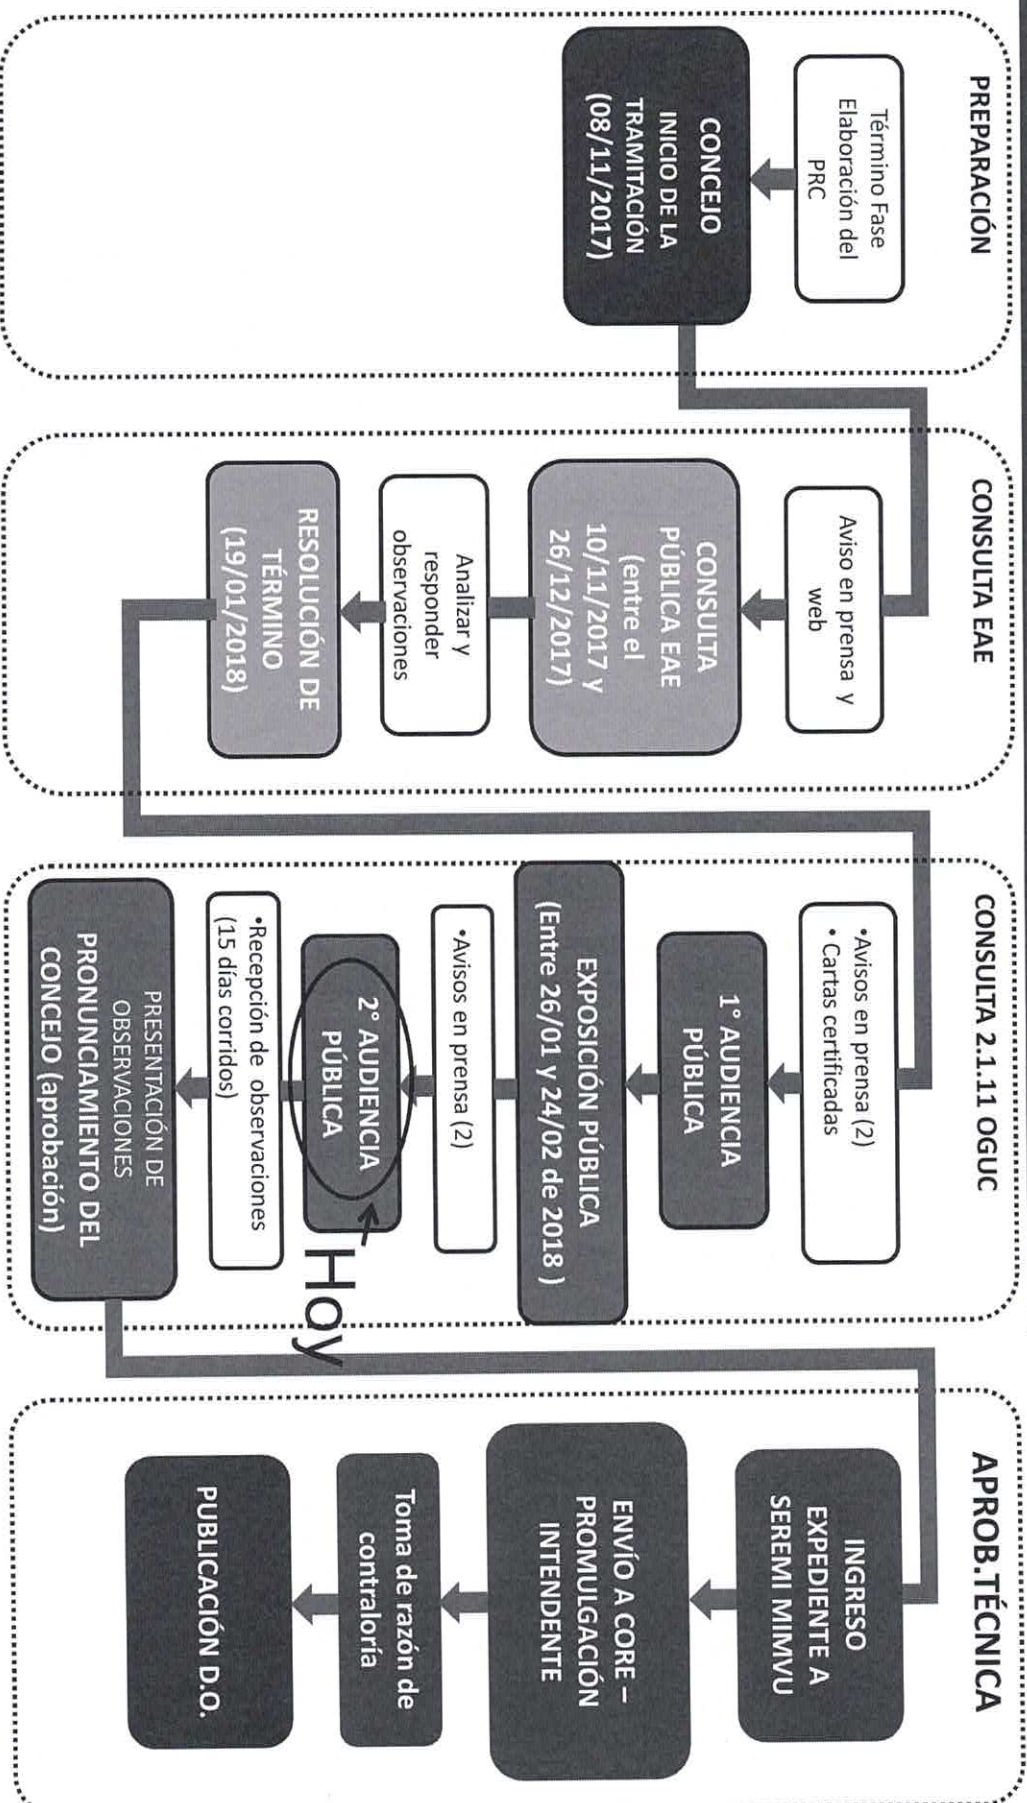 PREPARACIÓN
Término Fase
Elaboración del
PRC
CONCEJO
INICIO DE LA
TRAMITACIÓN
(08/11/2017)
CONSULTA EAE
Aviso en prensa y
web
CONSULTA
PÚBLICA EAE
(entre el
10/11/2017 y
26/12/2017)
Analizar y
responder
observaciones
RESOLUCIÓN DE
TÉRMINO
(19/01/2018)
CONSULTA 2.1.11 OGUC
•Avisos en prensa (2)
• Cartas certificadas
1° AUDIENCIA
PÚBLICA
EXPOSICIÓN PÚBLICA
(Entre 26/01 y 24/02 de 2018 )
•Avisos en prensa (2)
2° AUDIENCIA
PÚBLICA
Hoy
•Recepción de observaciones
(15 días corridos)
PRESENTACIÓN DE
OBSERVACIONES
PRONUNCIAMIENTO DEL
CONCEJO (aprobación)
APROB.TÉCNICA
INGRESO
EXPEDIENTE A
SEREMI MIMVU
ENVÍO A CORE –
PROMULGACIÓN
INTENDENTE
Toma de razón de
contraloría
PUBLICACIÓN D.O.